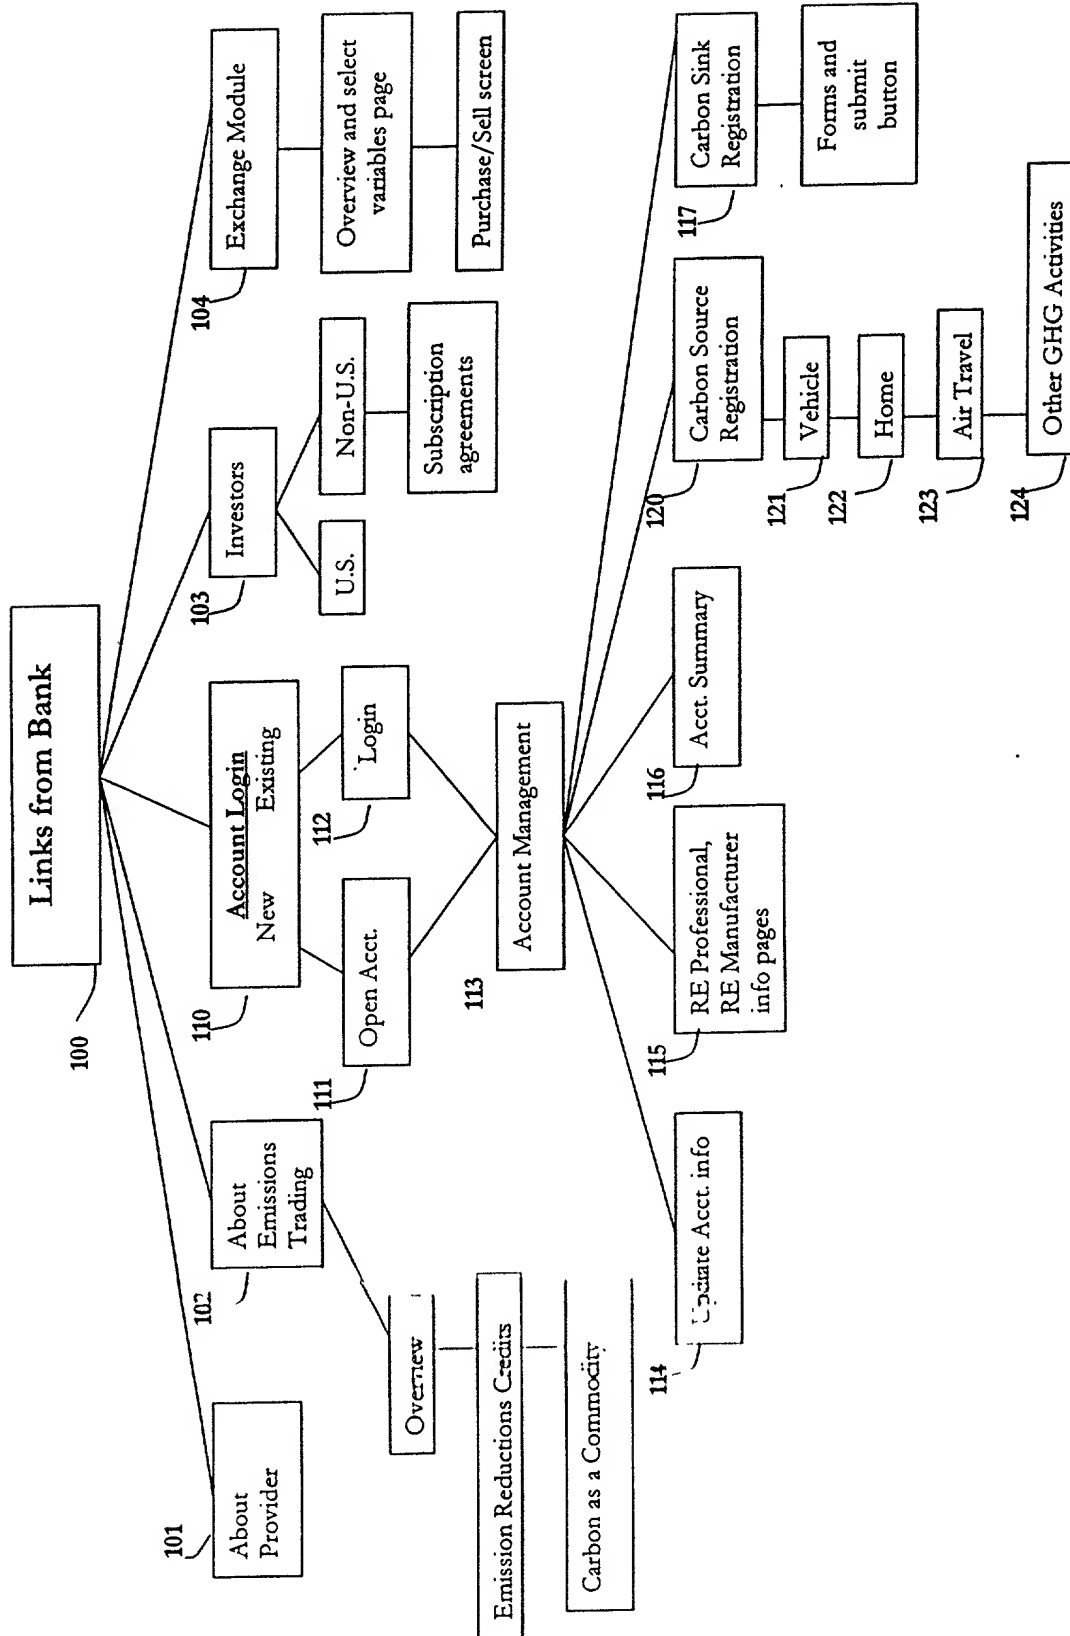 Links from Bank
100
101
About
Provider
102
About
Emissions
Trading
Overview
Emission Reductions Credits
Carbon as a Commodity
110
Account Login
New Existing
111
Open Acct.
112
Login
103
Investors
U.S.
Non-U.S.
Subscription
agreements
104
Exchange Module
Overview and select
variables page
Purchase/Sell screen
113
Account Management
114
Update Acct. info
115
RE Professional,
RE Manufacturer
info pages
116
Acct. Summary
120
Carbon Source
Registration
121
Vehicle
122
Home
123
Air Travel
124
Other GHG Activities
117
Carbon Sink
Registration
Forms and
submit
button